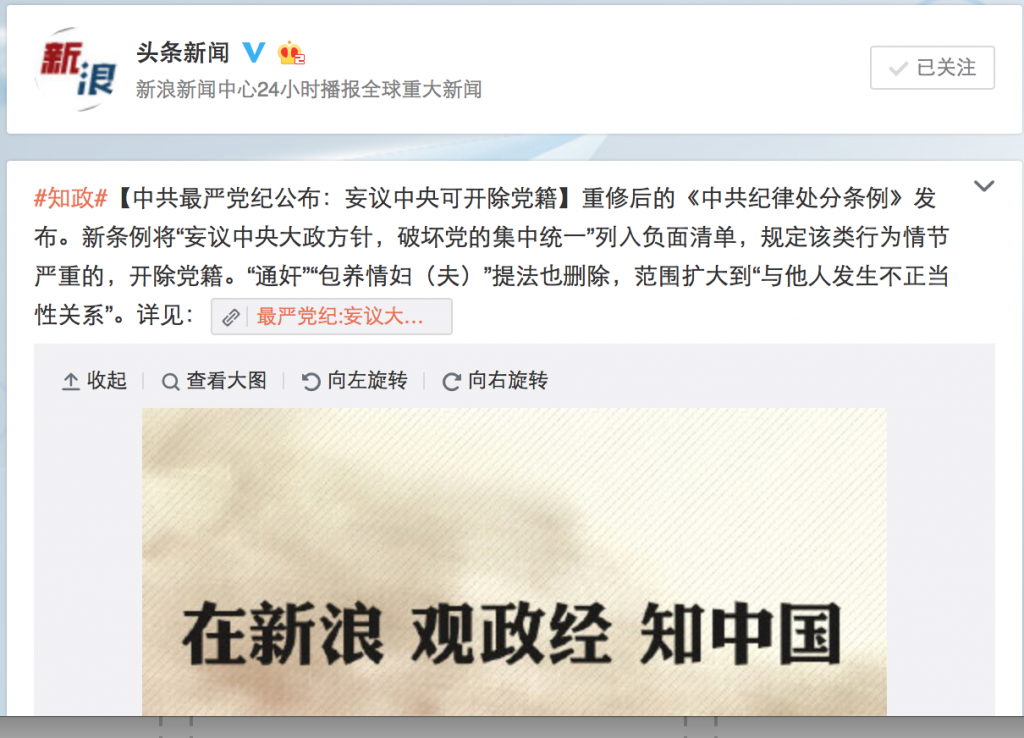 新浪
头条新闻
新浪新闻中心24小时播报全球重大新闻
已关注
#知政#【中共最严党纪公布：妄议中央可开除党籍】重修后的《中共纪律处分条例》发
布。新条例将“妄议中央大政方针，破坏党的集中统一”列入负面清单，规定该类行为情节
严重的，开除党籍。“通奸”“包养情妇（夫）”提法也删除，范围扩大到“与他人发生不正当
性关系”。详见：最严党纪:妄议大...
收起 查看大图 向左旋转 向右旋转
在新浪 观政经 知中国